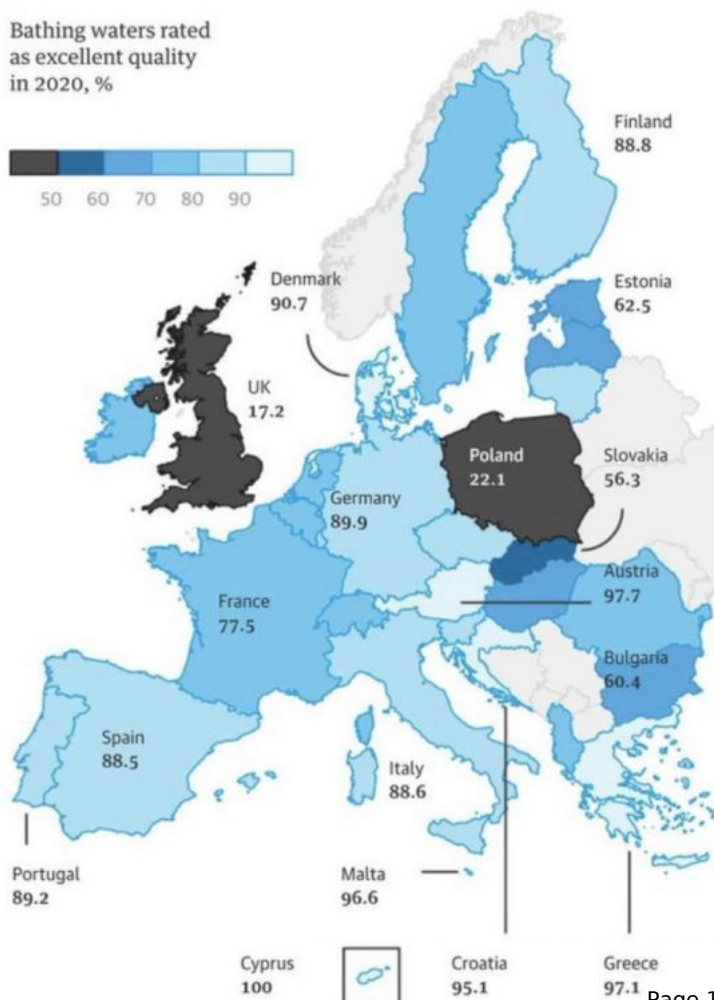 Bathing waters rated
as excellent quality
in 2020, %
50 60 70 80 90
Finland
88.8
Denmark
90.7
Estonia
62.5
UK
17.2
Poland
22.1
Slovakia
56.3
Germany
89.9
Austria
97.7
France
77.5
Bulgaria
60.4
Spain
88.5
Italy
88.6
Portugal
89.2
Malta
96.6
Cyprus
100
Croatia
95.1
Greece
97.1
Page 1